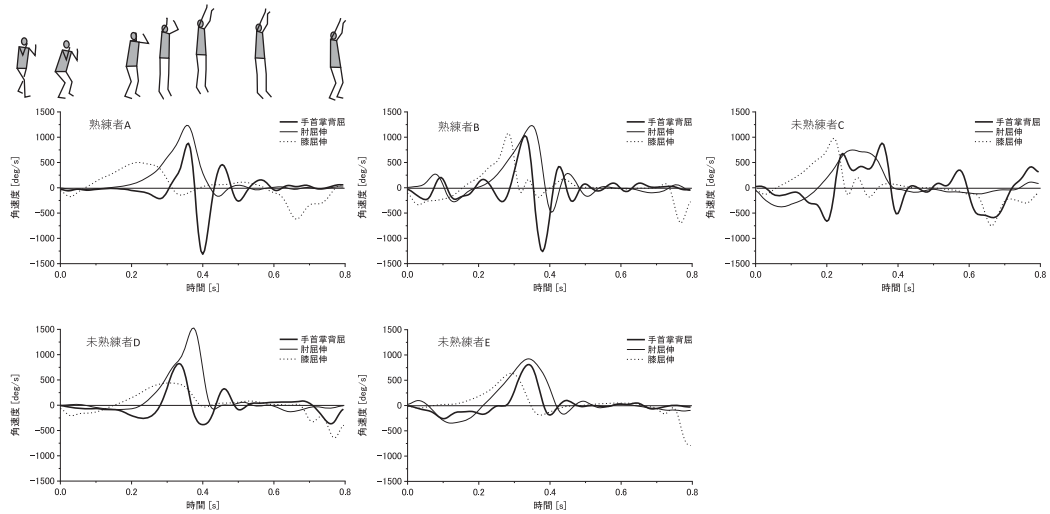 熟練者A
手首掌背屈
肘屈伸
膝屈伸
角速度 [deg/s]
1500
1000
500
0
−500
−1000
−1500
0.0
0.2
0.4
0.6
0.8
時間 [s]
熟練者B
手首掌背屈
肘屈伸
膝屈伸
角速度 [deg/s]
1500
1000
500
0
−500
−1000
−1500
0.0
0.2
0.4
0.6
0.8
時間 [s]
未熟練者C
手首掌背屈
肘屈伸
膝屈伸
角速度 [deg/s]
1500
1000
500
0
−500
−1000
−1500
0.0
0.2
0.4
0.6
0.8
時間 [s]
未熟練者D
手首掌背屈
肘屈伸
膝屈伸
角速度 [deg/s]
1500
1000
500
0
−500
−1000
−1500
0.0
0.2
0.4
0.6
0.8
時間 [s]
未熟練者E
手首掌背屈
肘屈伸
膝屈伸
角速度 [deg/s]
1500
1000
500
0
−500
−1000
−1500
0.0
0.2
0.4
0.6
0.8
時間 [s]